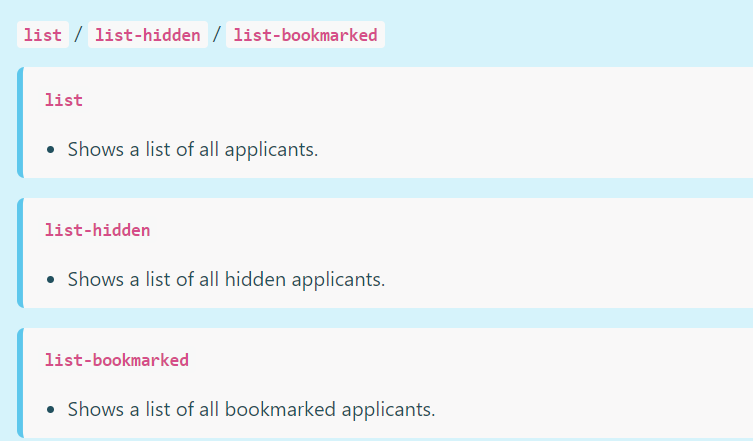 list / list-hidden / list-bookmarked
list
• Shows a list of all applicants.
list-hidden
• Shows a list of all hidden applicants.
list-bookmarked
• Shows a list of all bookmarked applicants.